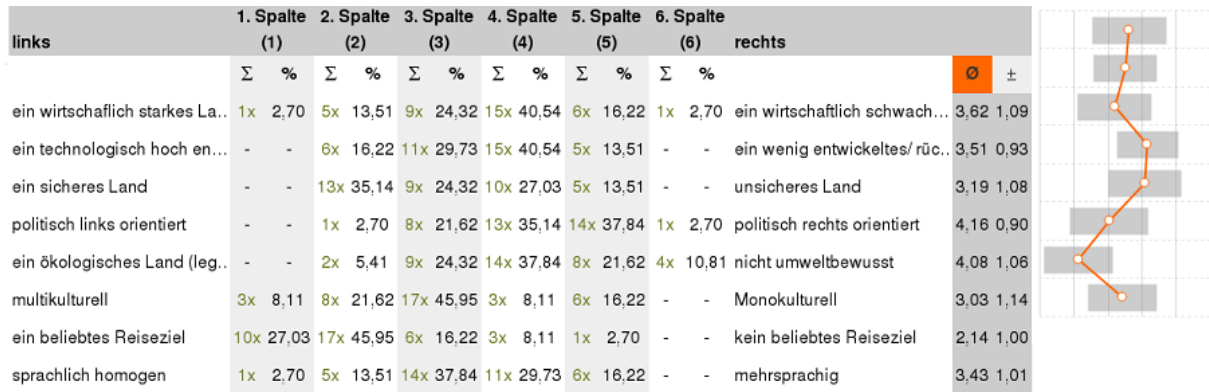 1. Spalte 2. Spalte 3. Spalte 4. Spalte 5. Spalte 6. Spalte
links (1) (2) (3) (4) (5) (6) rechts
Σ % Σ % Σ % Σ % Σ % Σ % Ø ±
ein wirtschaflich starkes La.. 1x 2,70 5x 13,51 9x 24,32 15x 40,54 6x 16,22 1x 2,70 ein wirtschaftlich schwach... 3,62 1,09
ein technologisch hoch en... - - 6x 16,22 11x 29,73 15x 40,54 5x 13,51 - - ein wenig entwickeltes/ rüc.. 3,51 0,93
ein sicheres Land - - 13x 35,14 9x 24,32 10x 27,03 5x 13,51 - - unsicheres Land 3,19 1,08
politisch links orientiert - - 1x 2,70 8x 21,62 13x 35,14 14x 37,84 1x 2,70 politisch rechts orientiert 4,16 0,90
ein ökologisches Land (leg.. - - 2x 5,41 9x 24,32 14x 37,84 8x 21,62 4x 10,81 nicht umweltbewusst 4,08 1,06
multikulturell 3x 8,11 8x 21,62 17x 45,95 3x 8,11 6x 16,22 - - Monokulturell 3,03 1,14
ein beliebtes Reiseziel 10x 27,03 17x 45,95 6x 16,22 3x 8,11 1x 2,70 - - kein beliebtes Reiseziel 2,14 1,00
sprachlich homogen 1x 2,70 5x 13,51 14x 37,84 11x 29,73 6x 16,22 - - mehrsprachig 3,43 1,01